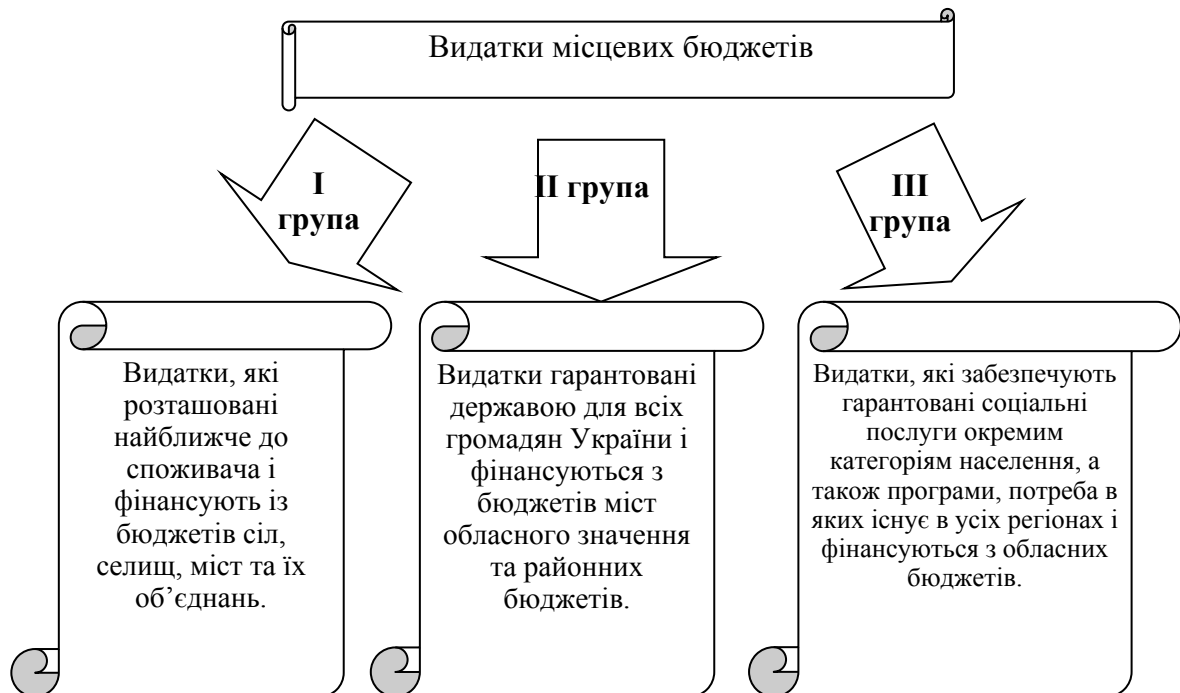 Видатки місцевих бюджетів
І
група
ІІ група
ІІІ
група
Видатки, які
розташовані
найближче до
споживача і
фінансують із
бюджетів сіл,
селищ, міст та їх
об’єднань.
Видатки гарантовані
державою для всіх
громадян України і
фінансуються з
бюджетів міст
обласного значення
та районних
бюджетів.
Видатки, які забезпечують
гарантовані соціальні
послуги окремим
категоріям населення, а
також програми, потреба в
яких існує в усіх регіонах і
фінансуються з обласних
бюджетів.